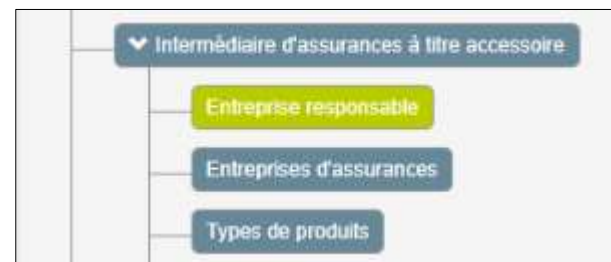 Intermédiaire d'assurances à titre accessoire
Entreprise responsable
Entreprises d'assurances
Types de produits